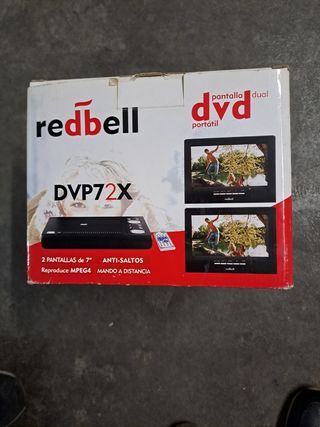 redbell
pantalla dual
dvd
portátil
DVP72X
2 PANTALLAS de 7" ANTI-SALTOS
Reproduce MPEG4 MANDO A DISTANCIA